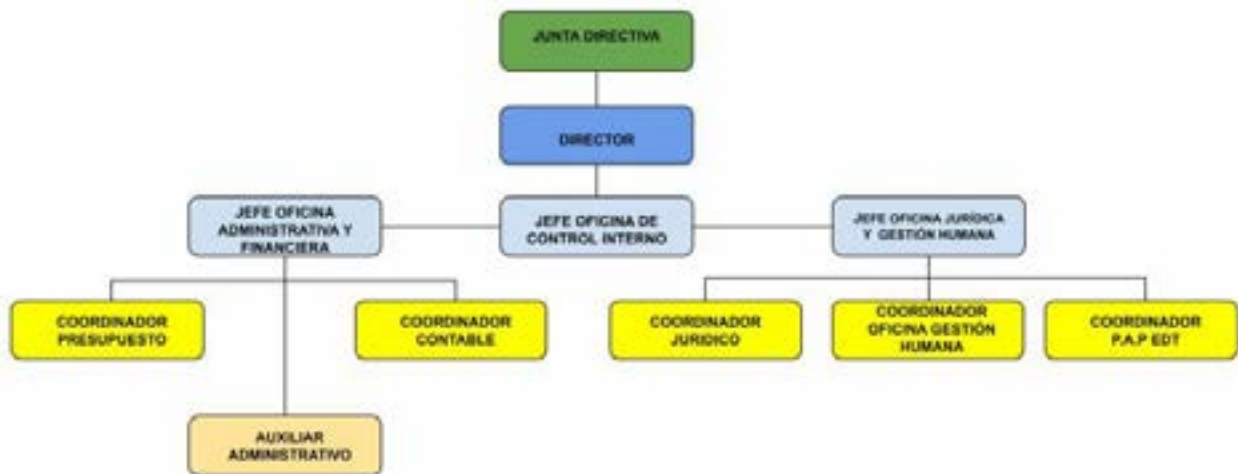 JUNTA DIRECTIVA
DIRECTOR
JEFE OFICINA
ADMINISTRATIVA Y
FINANCIERA
JEFE OFICINA DE
CONTROL INTERNO
JEFE OFICINA JURÍDICA
Y GESTIÓN HUMANA
COORDINADOR
PRESUPUESTO
COORDINADOR
CONTABLE
COORDINADOR
JURIDICO
COORDINADOR
OFICINA GESTIÓN
HUMANA
COORDINADOR
P.A.P EDT
AUXILIAR
ADMINISTRATIVO